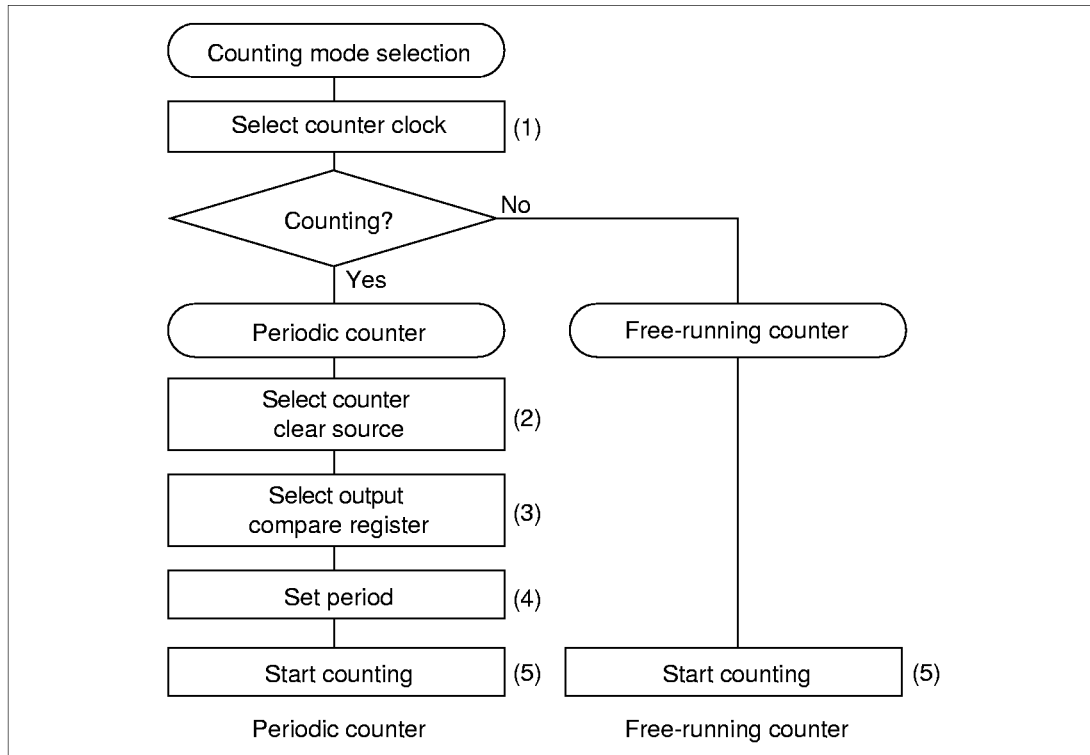 Counting mode selection
Select counter clock
(1)
Counting?
No
Yes
Periodic counter
Free-running counter
Select counter
clear source
(2)
Select output
compare register
(3)
Set period
(4)
Start counting
(5)
Start counting
(5)
Periodic counter
Free-running counter